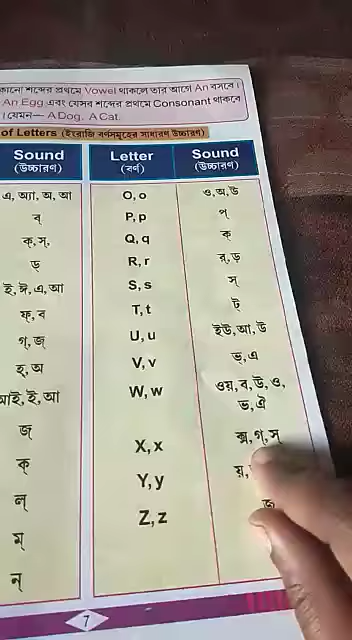 শব্দের প্রথমে Vowel থাকলে তার আগে An বসবে।
An Egg এবং যেসব শব্দের প্রথমে Consonant থাকবে
। যেমন— A Dog, A Cat.
of Letters (ইংরাজি বর্ণসমূহের সাধারণ উচ্চারণ)
Sound Letter Sound
(উচ্চারণ) (বর্ণ) (উচ্চারণ)
এ, অ্যা, অ, আ O, o ও, অ, উ
ব্ P, p প্
ক্, স্, Q, q ক্
ড্ R, r র্, ড়
ই, ঈ, এ, আ S, s স্
ফ্, ব T, t ট্
গ্, জ্ U, u ইউ, আ, উ
হ্, অ V, v ভ্, এ
আই, ই, আ W, w ওয়, ব, উ, ও,
ভ, ঐ
জ্ X, x ক্স, গ্, স্
ক্ Y, y য়,
ল্ Z, z
ম্
ন্
7